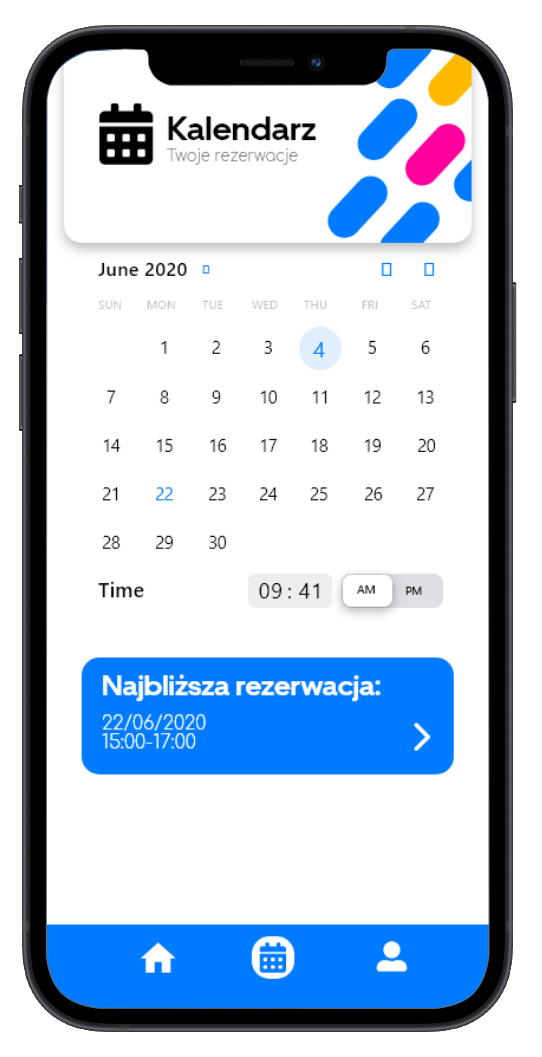 Kalendarz
Twoje rezerwacje
June 2020
SUN MON TUE WED THU FRI SAT
1 2 3 4 5 6
7 8 9 10 11 12 13
14 15 16 17 18 19 20
21 22 23 24 25 26 27
28 29 30
Time 09:41 AM PM
Najbliższa rezerwacja:
22/06/2020
15:00-17:00